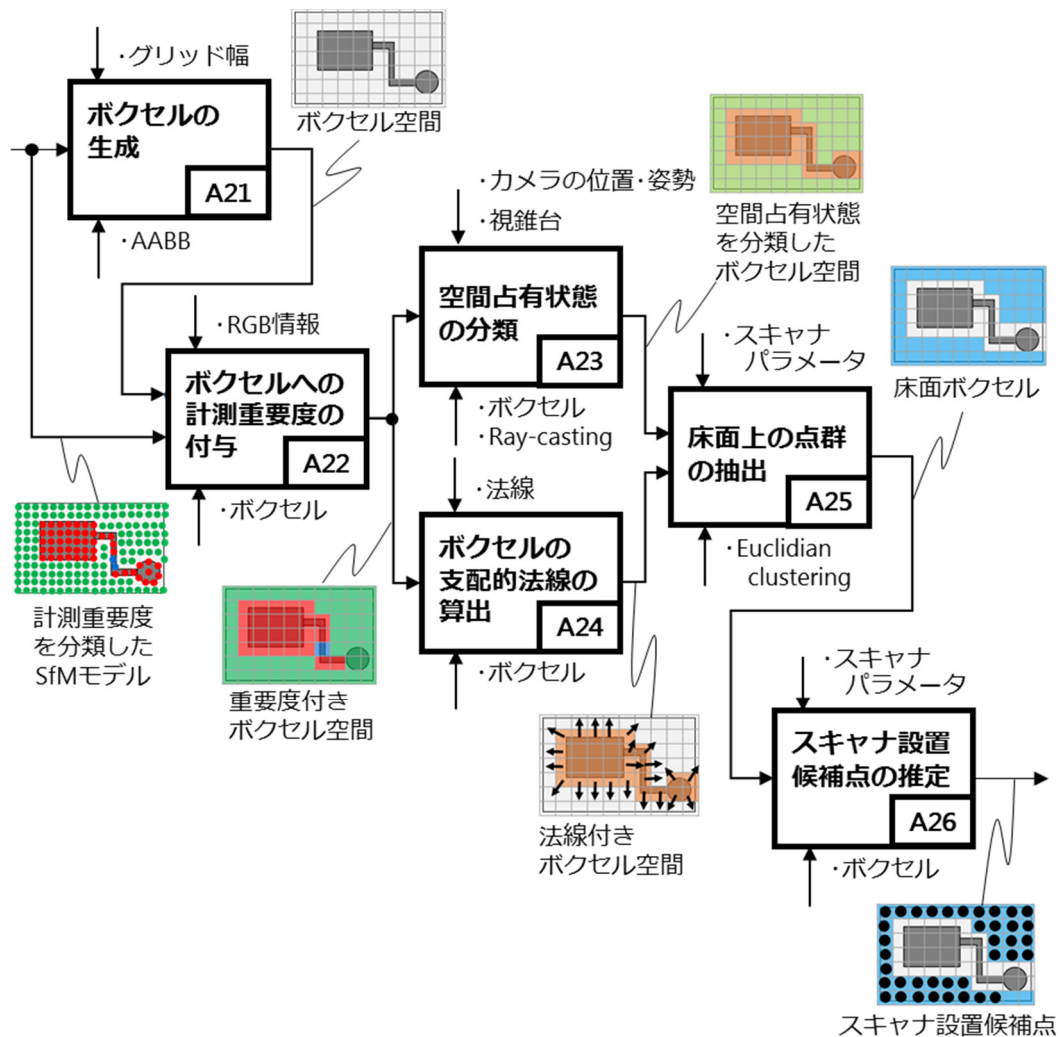 ・グリッド幅
ボクセルの
生成
A21
・AABB
ボクセル空間
・RGB情報
ボクセルへの
計測重要度の
付与
A22
・ボクセル
計測重要度
を分類した
SfMモデル
重要度付き
ボクセル空間
・カメラの位置・姿勢
・視錐台
空間占有状態
の分類
A23
・ボクセル
・Ray-casting
空間占有状態
を分類した
ボクセル空間
・法線
ボクセルの
支配的法線の
算出
A24
・ボクセル
法線付き
ボクセル空間
・スキャナ
パラメータ
床面上の点群
の抽出
A25
・Euclidian
clustering
床面ボクセル
・スキャナ
パラメータ
スキャナ設置
候補点の推定
A26
・ボクセル
スキャナ設置候補点